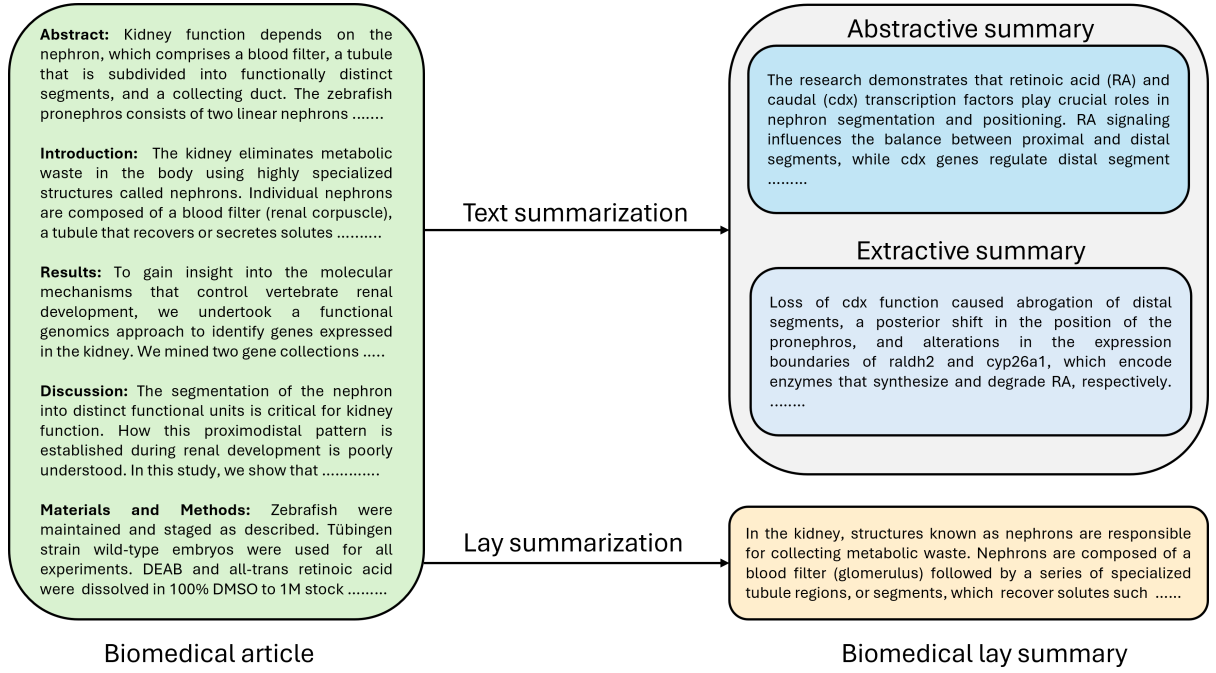 Abstract: Kidney function depends on the
nephron, which comprises a blood filter, a tubule
that is subdivided into functionally distinct
segments, and a collecting duct. The zebrafish
pronephros consists of two linear nephrons .......
Introduction: The kidney eliminates metabolic
waste in the body using highly specialized
structures called nephrons. Individual nephrons
are composed of a blood filter (renal corpuscle),
a tubule that recovers or secretes solutes ..........
Results: To gain insight into the molecular
mechanisms that control vertebrate renal
development, we undertook a functional
genomics approach to identify genes expressed
in the kidney. We mined two gene collections .....
Discussion: The segmentation of the nephron
into distinct functional units is critical for kidney
function. How this proximodistal pattern is
established during renal development is poorly
understood. In this study, we show that ............
Materials and Methods: Zebrafish were
maintained and staged as described. Tübingen
strain wild-type embryos were used for all
experiments. DEAB and all-trans retinoic acid
were dissolved in 100% DMSO to 1M stock .........
Biomedical article
Text summarization
Lay summarization
Abstractive summary
The research demonstrates that retinoic acid (RA) and
caudal (cdx) transcription factors play crucial roles in
nephron segmentation and positioning. RA signaling
influences the balance between proximal and distal
segments, while cdx genes regulate distal segment
.........
Extractive summary
Loss of cdx function caused abrogation of distal
segments, a posterior shift in the position of the
pronephros, and alterations in the expression
boundaries of raldh2 and cyp26a1, which encode
enzymes that synthesize and degrade RA, respectively.
........
In the kidney, structures known as nephrons are responsible
for collecting metabolic waste. Nephrons are composed of a
blood filter (glomerulus) followed by a series of specialized
tubule regions, or segments, which recover solutes such ......
Biomedical lay summary